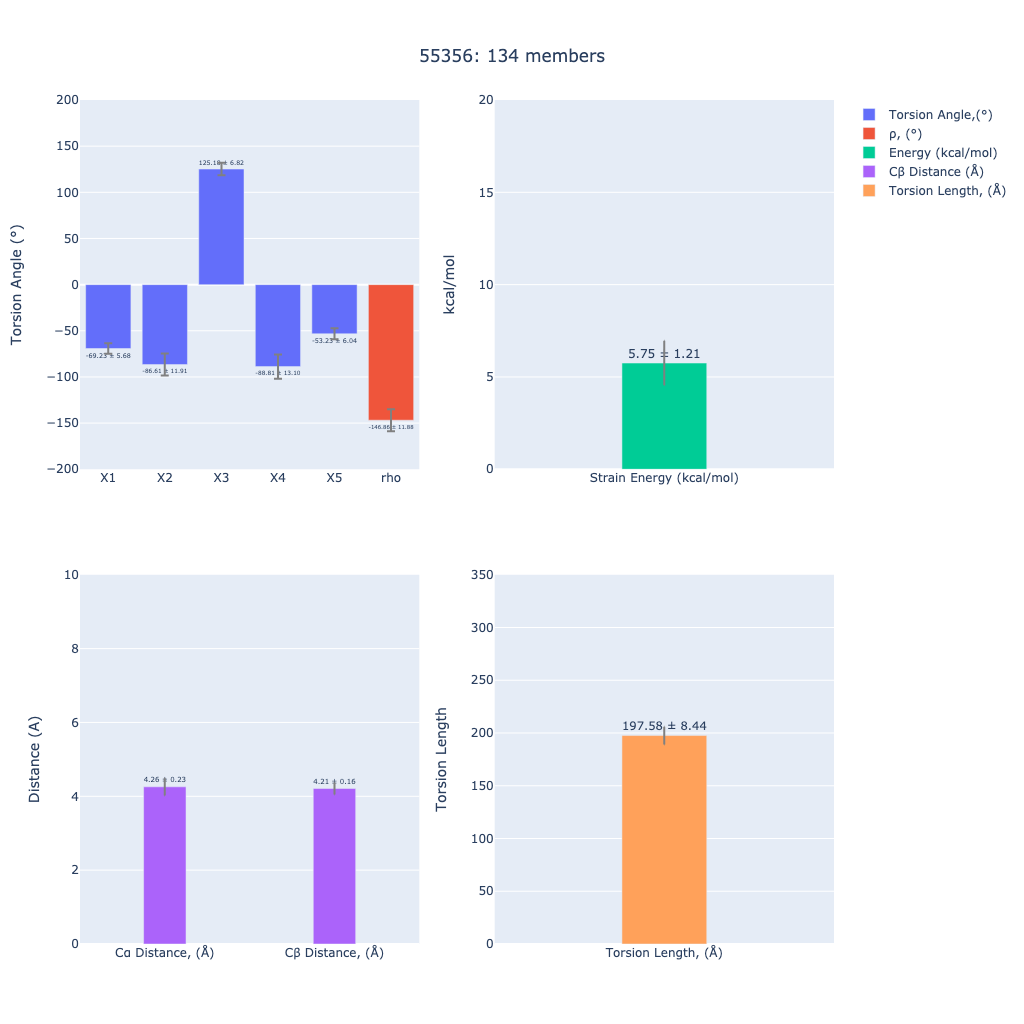 55356: 134 members
Torsion Angle (°)
200
150
100
50
0
−50
−100
−150
−200
-69.23 ± 5.68
-86.61 ± 11.91
125.18 ± 6.82
-88.81 ± 13.10
-53.23 ± 6.04
-146.86 ± 11.88
X1 X2 X3 X4 X5 rho
kcal/mol
20
15
10
5
0
5.75 ± 1.21
Strain Energy (kcal/mol)
Torsion Angle,(°)
ρ, (°)
Energy (kcal/mol)
Cβ Distance (Å)
Torsion Length, (Å)
Distance (A)
10
8
6
4
2
0
4.26 ± 0.23
4.21 ± 0.16
Cα Distance, (Å) Cβ Distance, (Å)
Torsion Length
350
300
250
200
150
100
50
0
197.58 ± 8.44
Torsion Length, (Å)